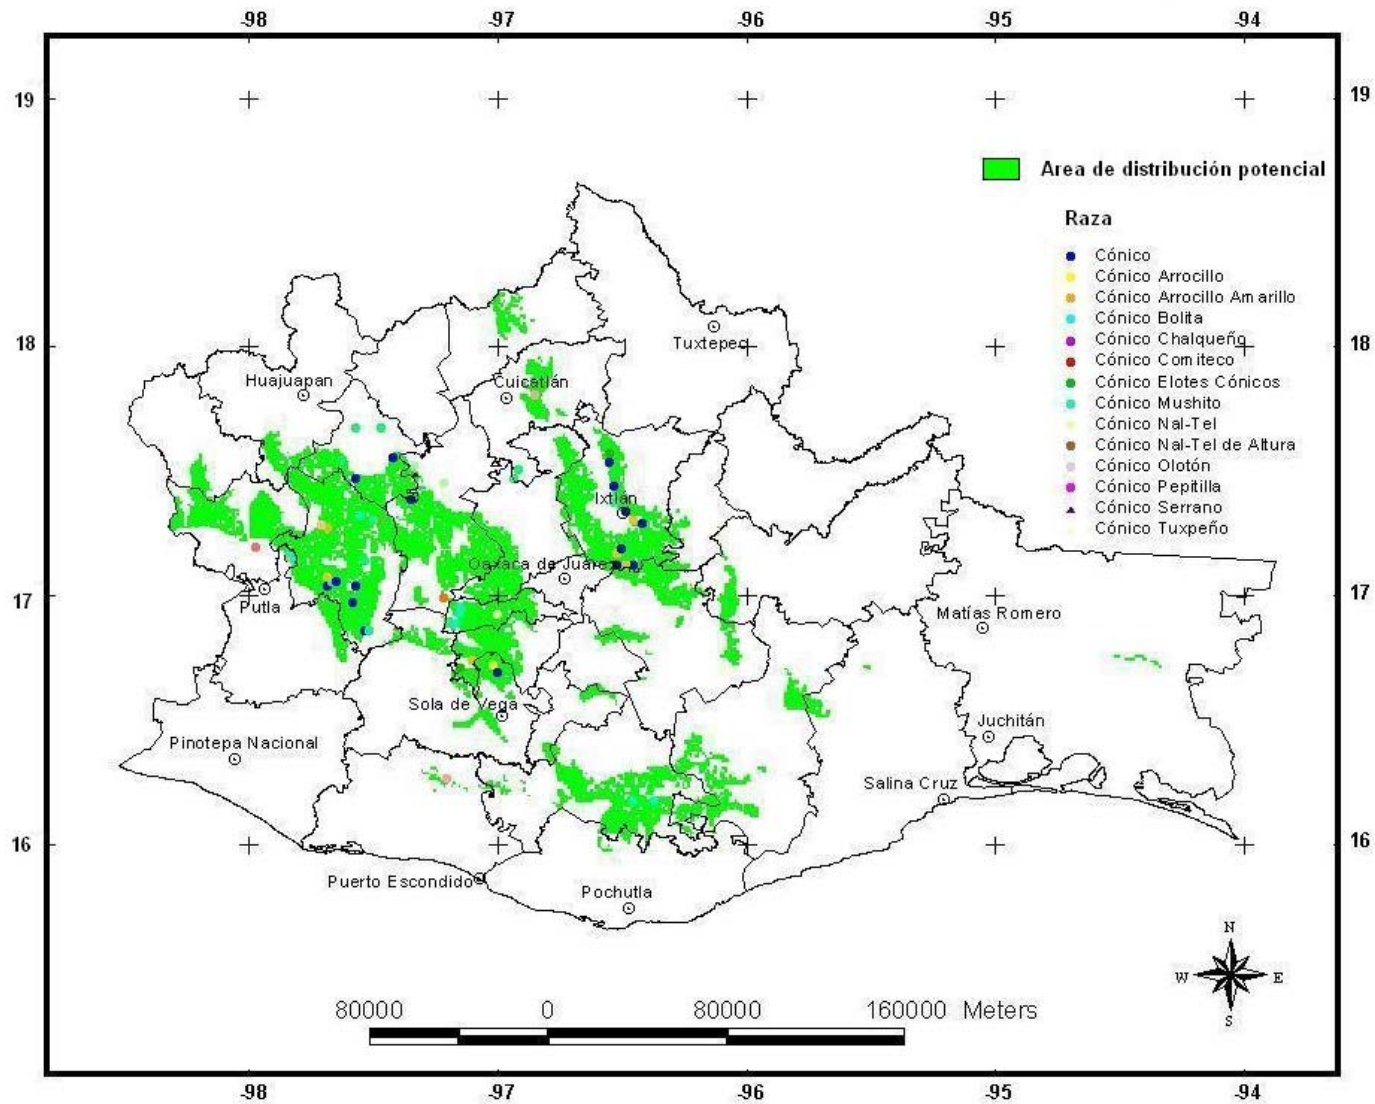 -98 -97 -96 -95 -94
19 19
Area de distribución potencial
Raza
Cónico
Cónico Arrocillo
Cónico Arrocillo Amarillo
Cónico Bolita
Cónico Chalqueño
Cónico Comiteco
Cónico Elotes Cónicos
Cónico Mushito
Cónico Nal-Tel
Cónico Nal-Tel de Altura
Cónico Olotón
Cónico Pepitilla
Cónico Serrano
Cónico Tuxpeño
18 18
Tuxtepec
Huajuapan
Cuicatlán
Ixtlán
Oaxaca de Juárez
17 17
Putla
Matías Romero
Sola de Vega
Juchitán
Pinotepa Nacional
Salina Cruz
16 16
Puerto Escondido
Pochutla
N
W E
S
80000 0 80000 160000 Meters
-98 -97 -96 -95 -94